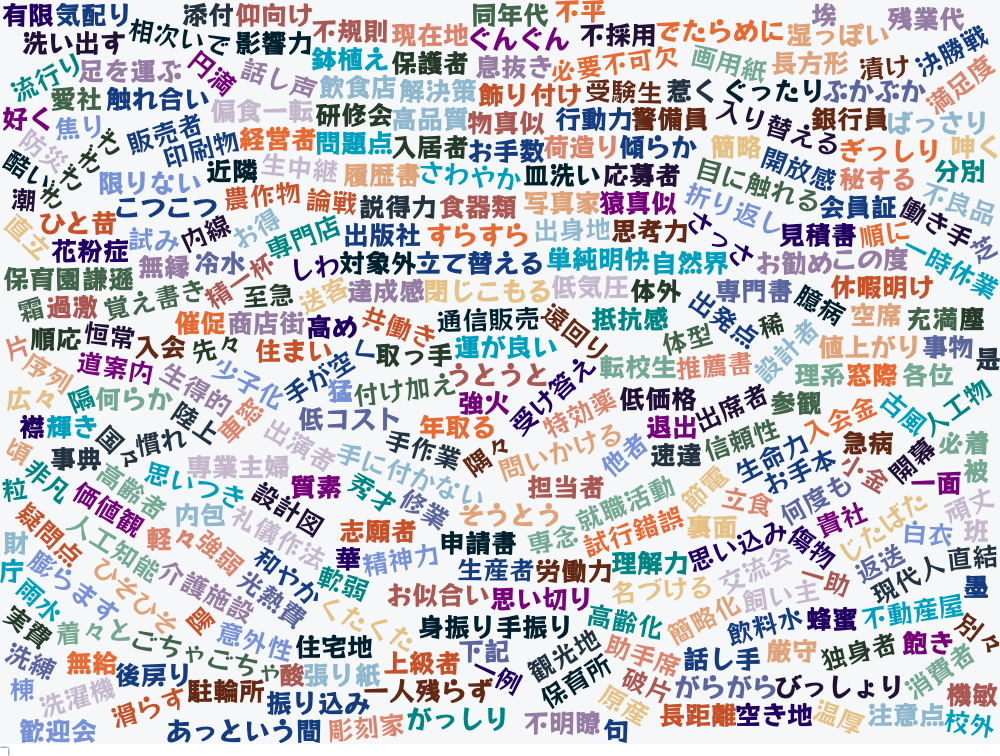 有限
気配り
添付
仰向け
同年代
不平
埃
残業代
洗い出す
相次いで
影響力
不規則
現在地
ぐんぐん
不採用
でたらめに
湿っぽい
決勝戦
流行り
足を運ぶ
円満
話し声
鉢植え
保護者
息抜き
必要不可欠
画用紙
長方形
漬け
満足度
愛社
触れ合い
偏食
一転
飲食店
解決策
飾り付け
受験生
惹く
ぐったり
ぷかぷか
好く
焦り
販売者
研修会
高品質
物真似
行動力
警備員
入り替える
銀行員
ばっさり
防災
ぎざぎざ
印刷物
経営者
問題点
入居者
お手数
荷造り
傾らか
簡略
ぎっしり
呻く
酷い
限りない
近隣
生中継
履歴書
さわやか
皿洗い
応募者
目に触れる
開放感
秘する
分別
潮
こつこつ
農作物
論戦
説得力
食器類
写真家
猿真似
折り返し
会員証
働き手
不良品
直立
ひと昔
花粉症
試み
内線
お得
専門店
出版社
すらすら
出身地
思考力
さっさ
見積書
順に
一時休業
保育園
謙遜
無縁
冷水
精一杯
しわ
対象外
立て替える
単純明快
自然界
お勧め
この度
霜
過激
覚え書き
至急
送客
達成感
閉じこもる
低気圧
体外
専門書
臆病
休暇明け
順応
恒常
催促
商店街
高め
共働き
通信販売
遠回り
抵抗感
体型
出発点
稀
空席
充満
塵
片
序列
道案内
入会
先々
住まい
手が空く
取っ手
運が良い
転校生
推薦書
設計者
値上がり
事物
是
広々
隔
何らか
生得的
少子化
猛
付け加え
うとうと
受け答え
特効薬
低価格
理系
窓際
各位
襟
輝き
国
慣れ
陸上
低コスト
年取る
強火
退出
出席者
参観
入会金
古風
人工物
頃
事典
専業主婦
出演者
手作業
隅々
問いかける
他者
速達
信頼性
生命力
急病
開幕
必着
粒
非凡
高齢者
思いつき
設計図
質素
手に付かない
秀才
修業
担当者
就職活動
節電
お手本
小金
一面
被
疑問点
価値観
内包
礼儀作法
志願者
そうとう
専念
試行錯誤
裏面
立食
何度も
貴社
じたばた
白衣
頑丈
班
財
人工知能
軽々
強弱
和やか
華
精神力
申請書
生産者
労働力
理解力
思い込み
傷物
返送
現代人
直結
庁
膨らます
ひそひそ
介護施設
光熱費
軟弱
お似合い
思い切り
名づける
交流会
一助
墨
雨水
くたくた
身振り手振り
高齢化
簡略化
飼い主
飲料水
蜂蜜
不動産屋
別々
実費
着々と
ごちゃごちゃ
意外性
住宅地
上級者
下記
観光地
助手席
話し手
厳守
独身者
飽き
洗練
無給
後戻り
酸
張り紙
一例
保育所
破片
がらがら
びっしょり
消費者
棟
洗濯機
滑らす
駐輪所
振り込み
一人残らず
原産
長距離
空き地
温厚
注意点
機敏
歓迎会
あっという間
彫刻家
がっしり
不明瞭
句
校外